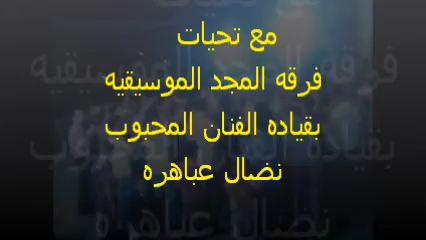 مع تحيات
فرقه المجد الموسيقيه
بقياده الفنان المحبوب
نضال عباهره